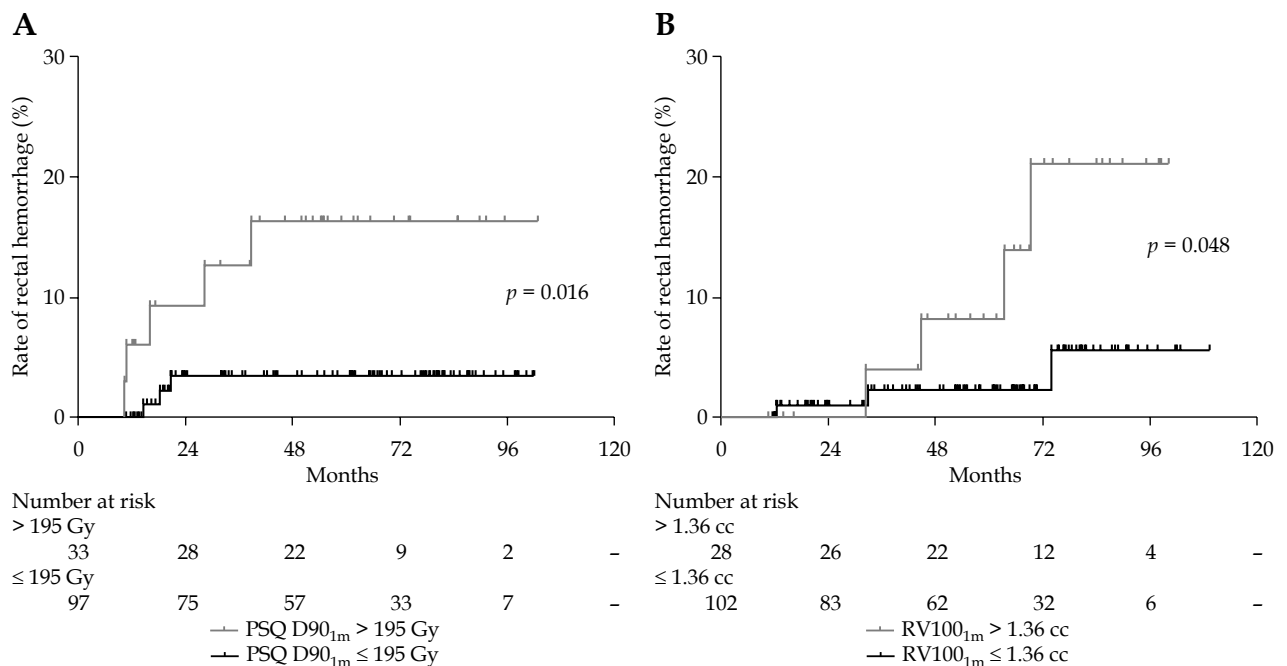 A
B
Rate of rectal hemorrhage (%)
30
20
10
0
0 24 48 72 96 120
Months
p = 0.016
Number at risk
> 195 Gy
33 28 22 9 2 –
≤ 195 Gy
97 75 57 33 7 –
PSQ D901m > 195 Gy
PSQ D901m ≤ 195 Gy
Rate of rectal hemorrhage (%)
30
20
10
0
0 24 48 72 96 120
Months
p = 0.048
Number at risk
> 1.36 cc
28 26 22 12 4 –
≤ 1.36 cc
102 83 62 32 6 –
RV1001m > 1.36 cc
RV1001m ≤ 1.36 cc